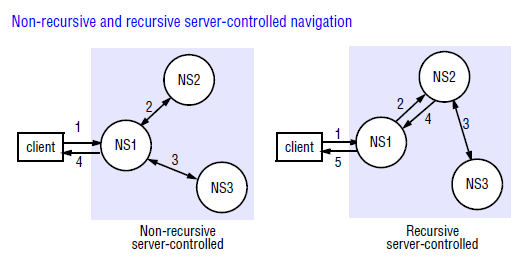 Non-recursive and recursive server-controlled navigation
NS2
2
1
client
NS1
4
3
NS3
Non-recursive
server-controlled
NS2
2
4
1
3
client
NS1
5
NS3
Recursive
server-controlled